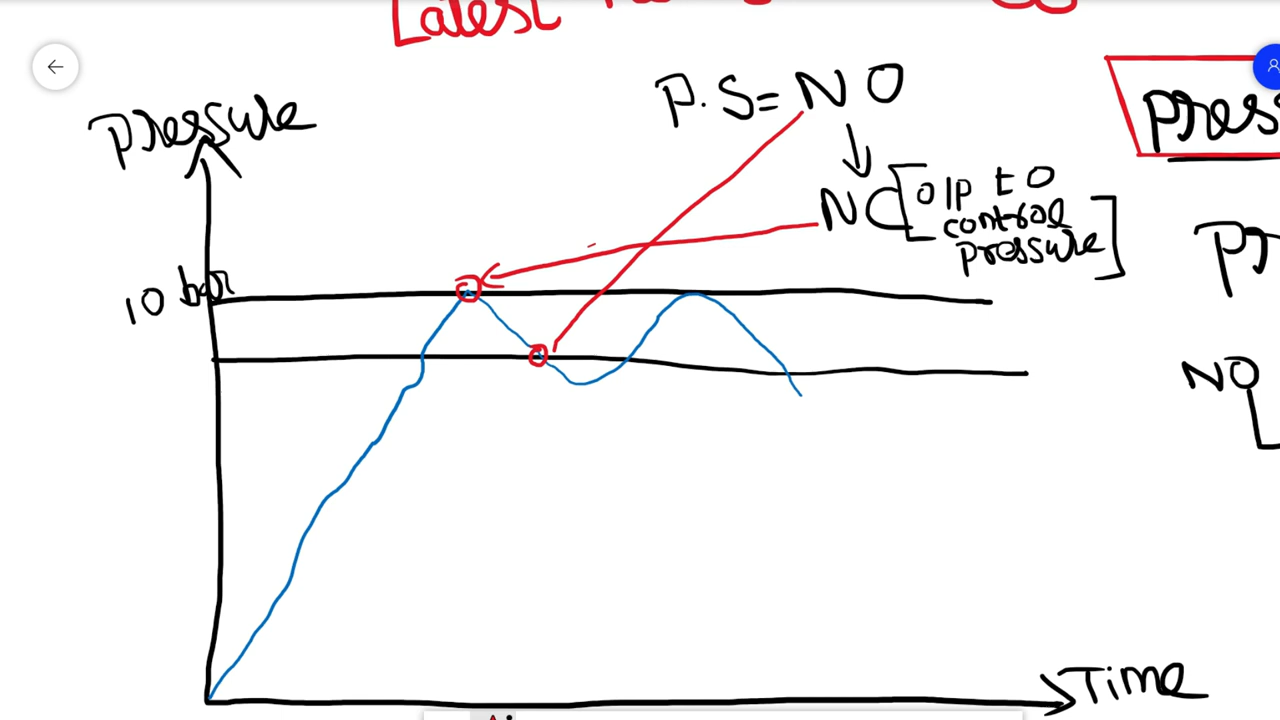 Latest
P.S= NO
Pressure
NC [O/P to
control
pressure]
10 bar
NO
Time